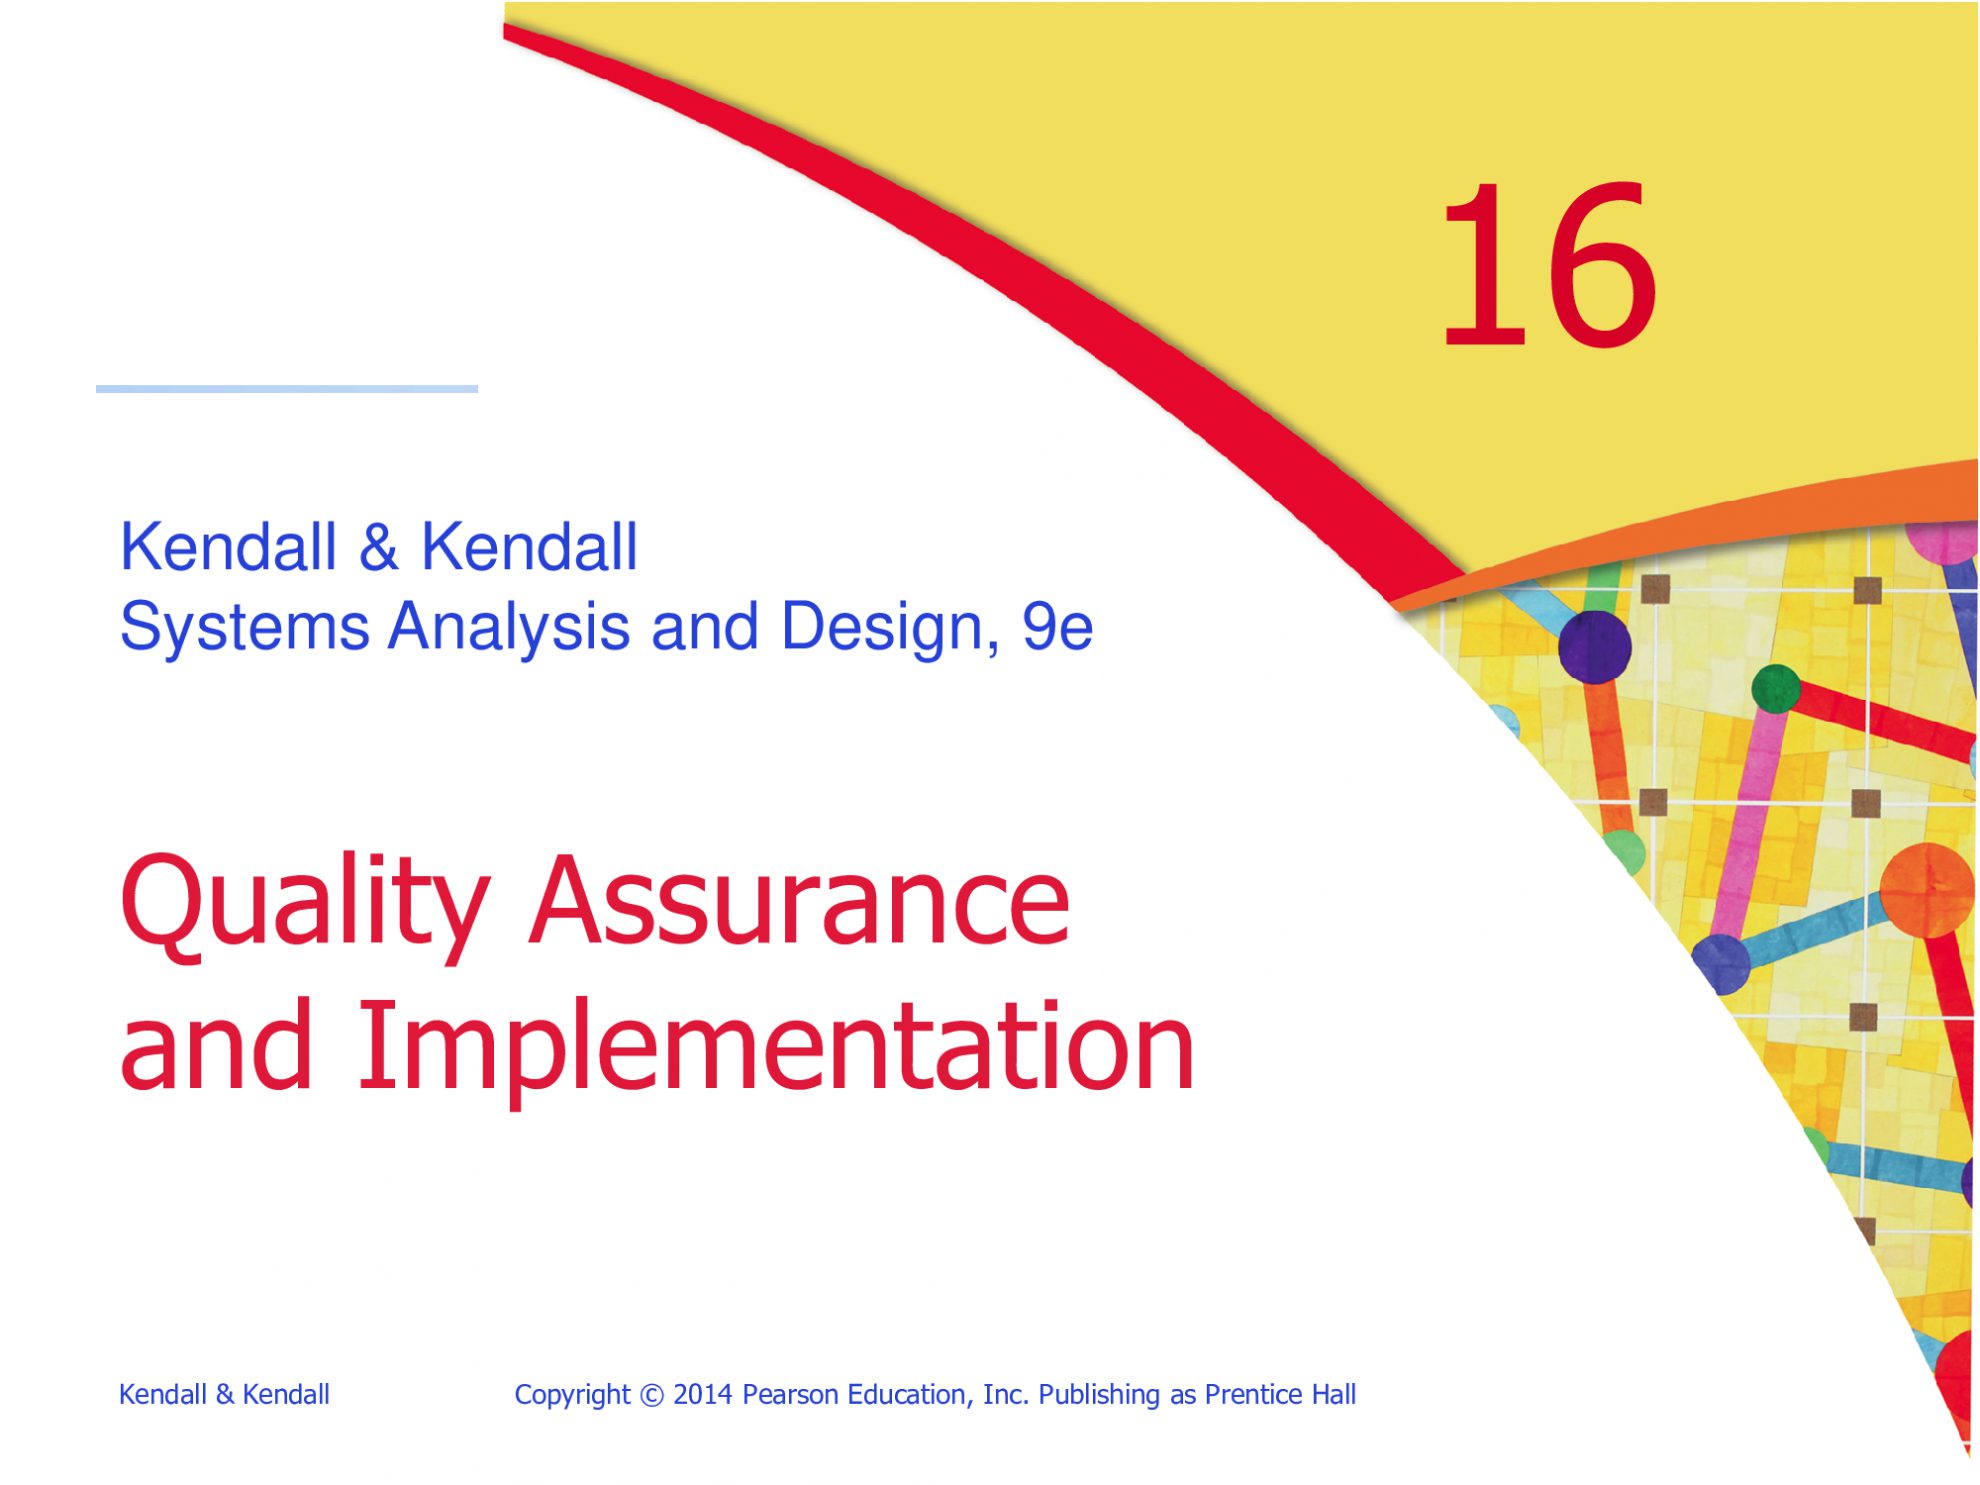 16
Kendall & Kendall
Systems Analysis and Design, 9e
Quality Assurance
and Implementation
Kendall & Kendall
Copyright © 2014 Pearson Education, Inc. Publishing as Prentice Hall